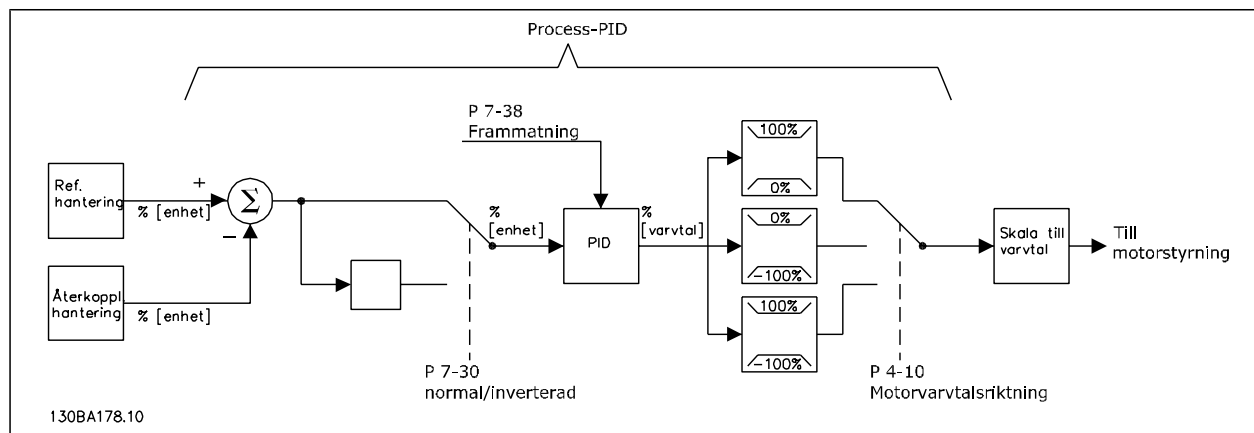 Process-PID
P 7-38
Frammatning
100%
0%
Ref.
hantering
+
% [enhet]
Σ
−
%
[enhet]
PID
%
[varvtal]
0%
−100%
Skala till
varvtal
Till
motorstyrning
Återkoppl.
hantering
% [enhet]
100%
−100%
P 7-30
normal/inverterad
P 4-10
Motorvarvtalsriktning
130BA178.10